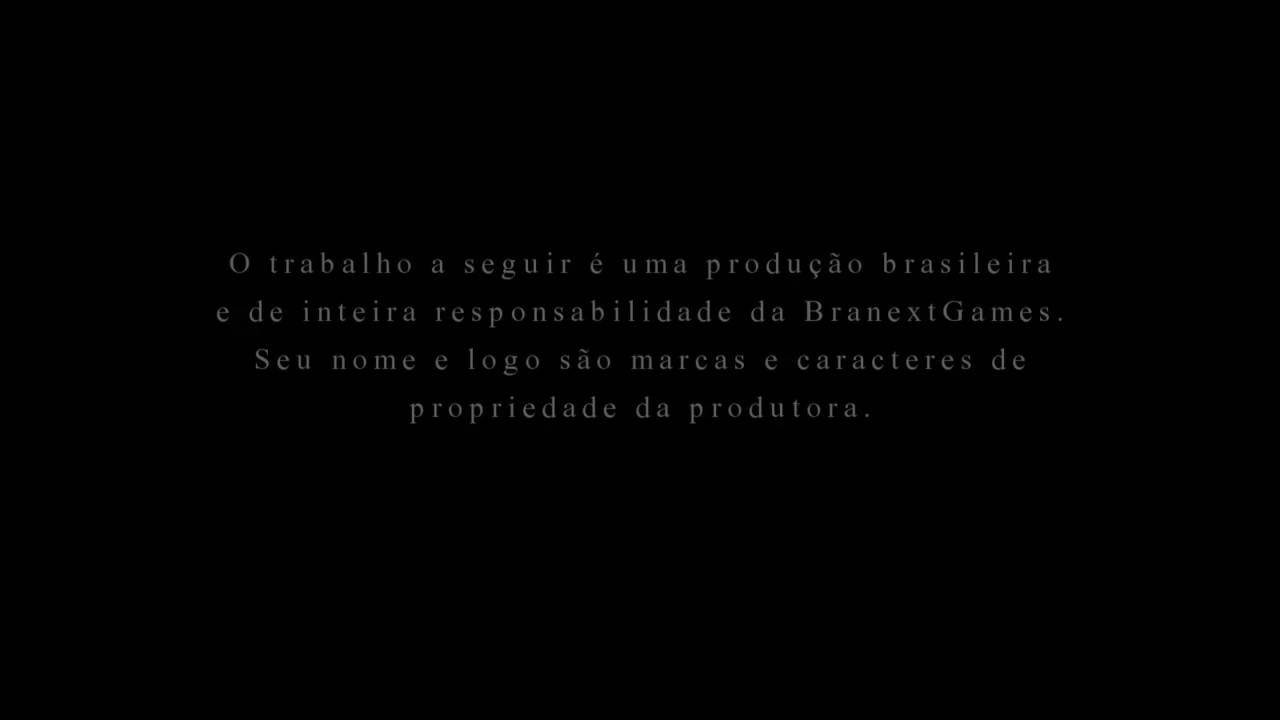 O trabalho a seguir é uma produção brasileira
e de inteira responsabilidade da BranextGames.
Seu nome e logo são marcas e caracteres de
propriedade da produtora.